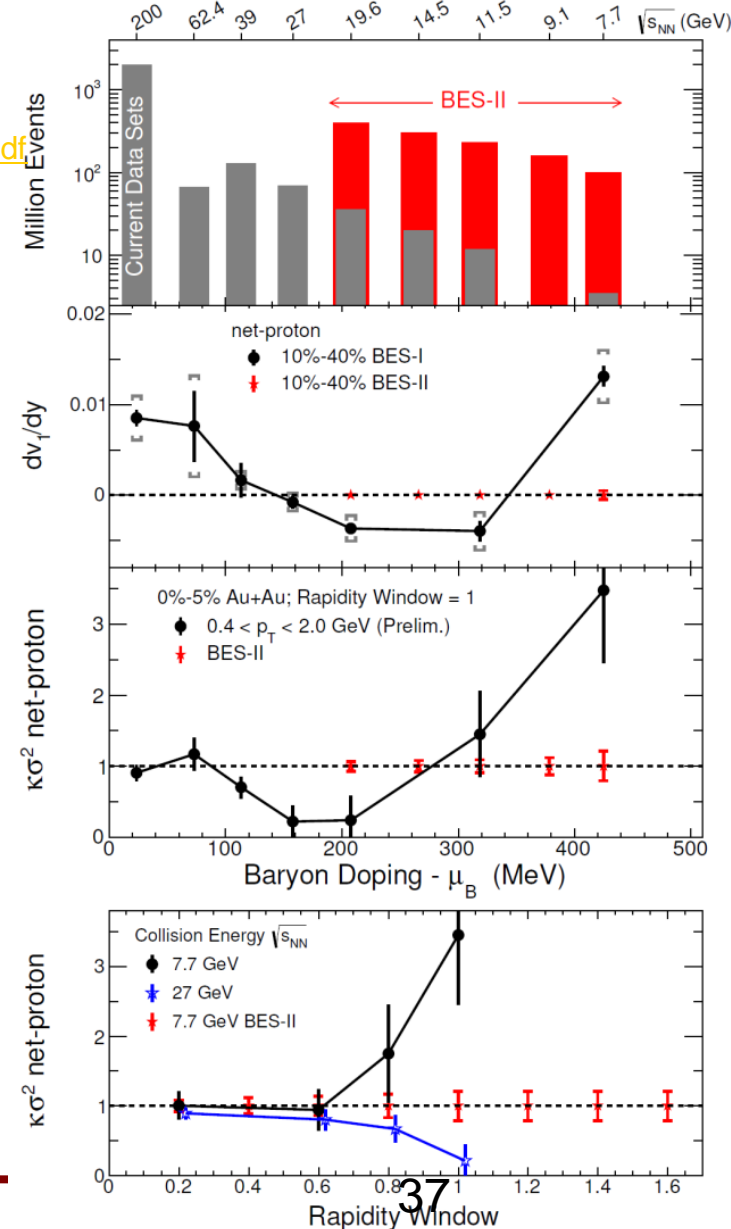 200 62.4 39 27 19.6 14.5 11.5 9.1 7.7 √sNN (GeV)
df
Million Events
10³
10²
10
Current Data Sets
BES-II
dv₁/dy
0.02
0.01
0
net-proton
10%-40% BES-I
10%-40% BES-II
κσ² net-proton
3
2
1
0
0%-5% Au+Au; Rapidity Window = 1
0.4 < pT < 2.0 GeV (Prelim.)
BES-II
0 100 200 300 400 500
Baryon Doping - μB (MeV)
κσ² net-proton
3
2
1
0
Collision Energy √sNN
7.7 GeV
27 GeV
7.7 GeV BES-II
0 0.2 0.4 0.6 0.8 1 1.2 1.4 1.6
37
Rapidity Window